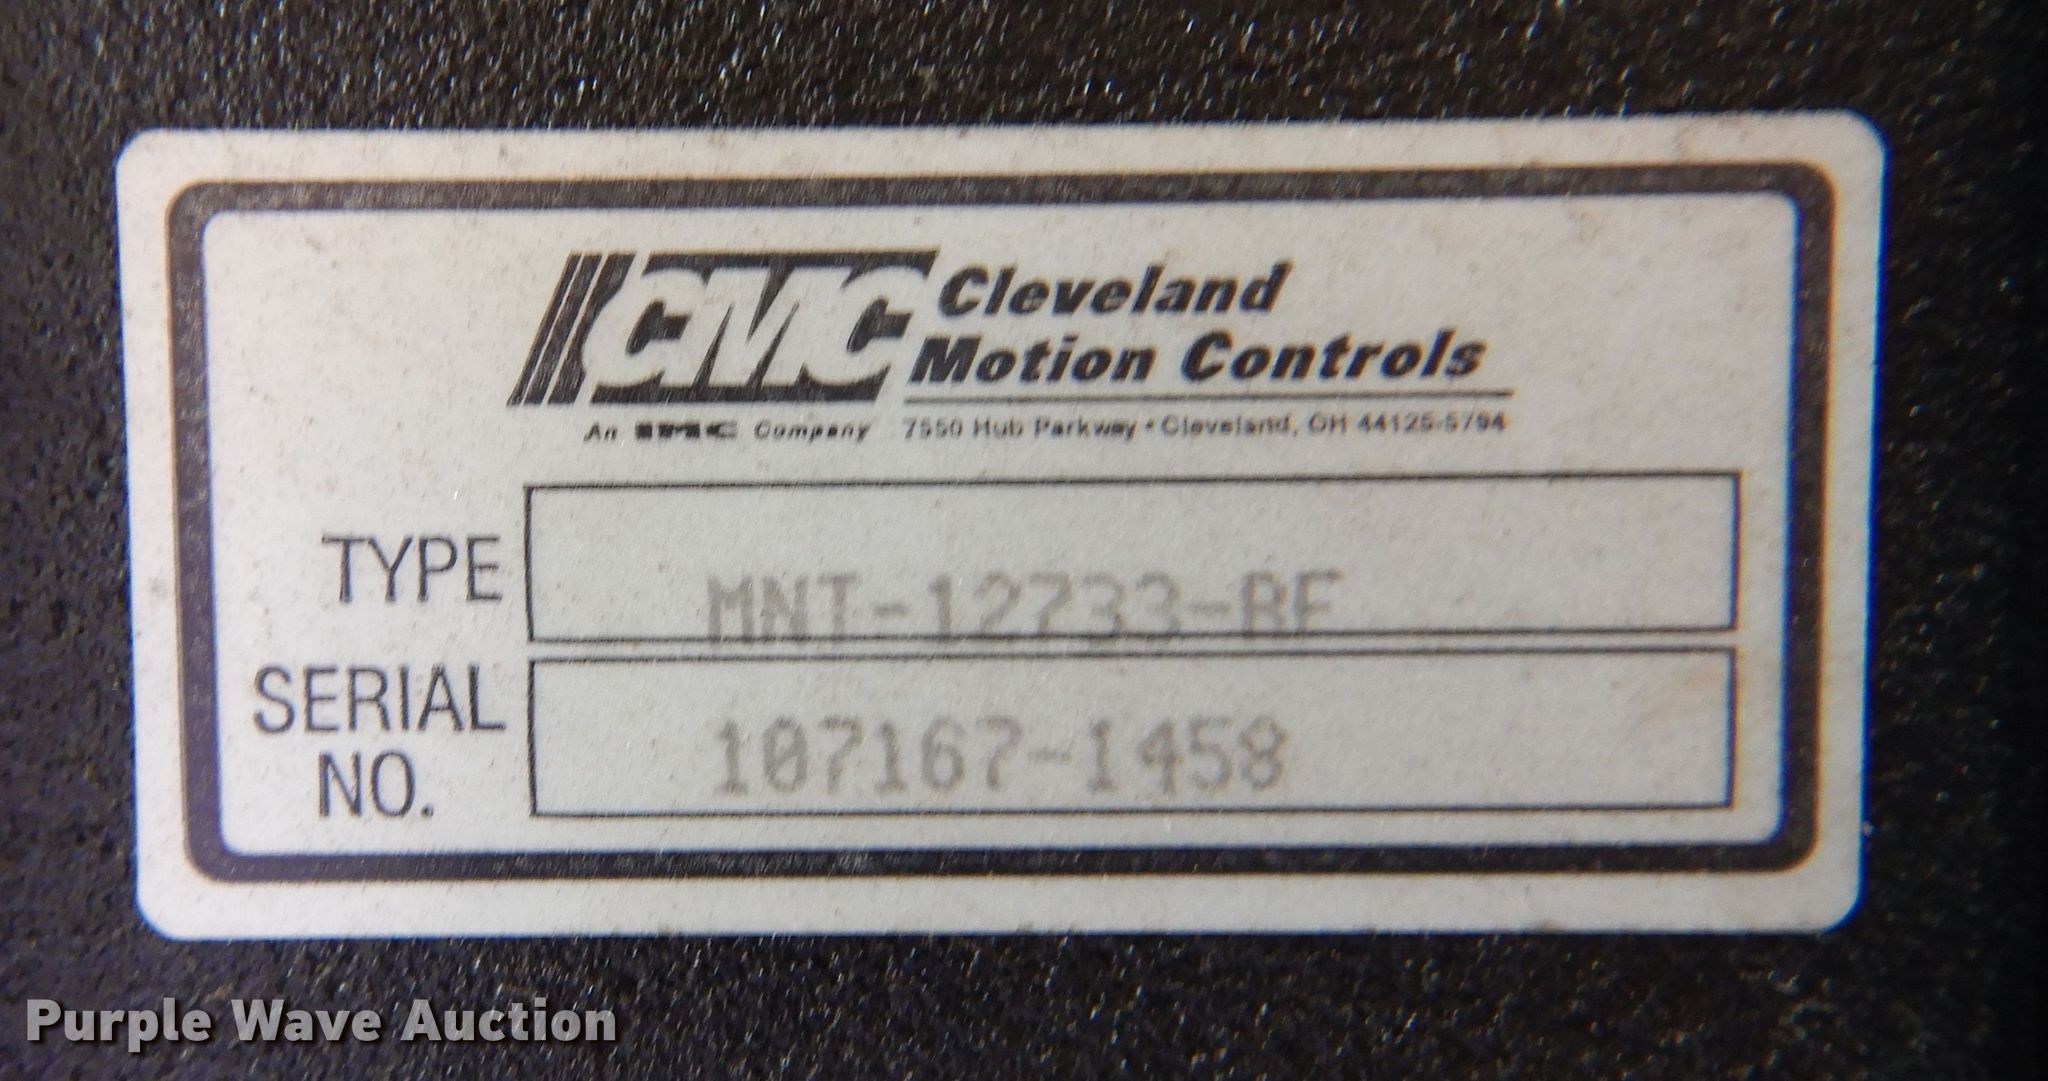 CMC Cleveland
Motion Controls
An IMC Company 7550 Hub Parkway • Cleveland, OH 44125-5794
TYPE MNT-12733-BF
SERIAL
NO. 107167-1458
Purple Wave Auction